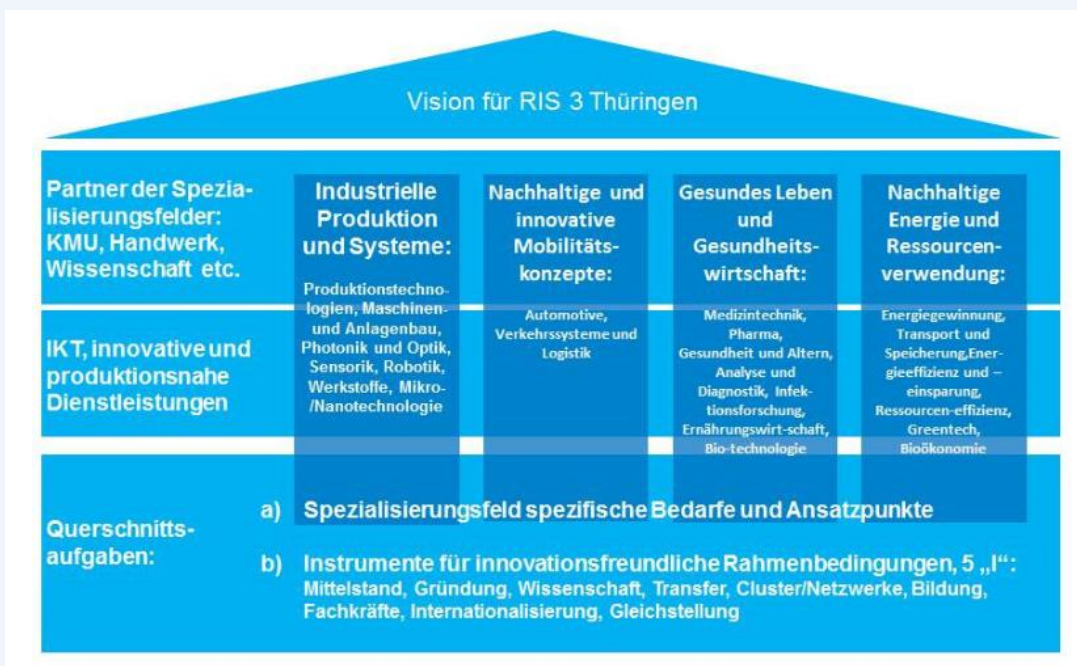 Vision für RIS 3 Thüringen
Partner der Spezia-
lisierungsfelder:
KMU, Handwerk,
Wissenschaft etc.
Industrielle
Produktion
und Systeme:
Produktionstechno-
logien, Maschinen-
und Anlagenbau,
Photonik und Optik,
Sensorik, Robotik,
Werkstoffe, Mikro-
/Nanotechnologie
Nachhaltige und
innovative
Mobilitäts-
konzepte:
Automotive,
Verkehrssysteme und
Logistik
Gesundes Leben
und
Gesundheits-
wirtschaft:
Medizintechnik,
Pharma,
Gesundheit und Altern,
Analyse und
Diagnostik, Infek-
tionsforschung,
Ernährungswirt-schaft,
Bio-technologie
Nachhaltige
Energie und
Ressourcen-
verwendung:
Energiegewinnung,
Transport und
Speicherung,Ener-
gieeffizienz und –
einsparung,
Ressourcen-effizienz,
Greentech,
Bioökonomie
IKT, innovative und
produktionsnahe
Dienstleistungen
Querschnitts-
aufgaben:
a) Spezialisierungsfeld spezifische Bedarfe und Ansatzpunkte
b) Instrumente für innovationsfreundliche Rahmenbedingungen, 5 „I“:
Mittelstand, Gründung, Wissenschaft, Transfer, Cluster/Netzwerke, Bildung,
Fachkräfte, Internationalisierung, Gleichstellung